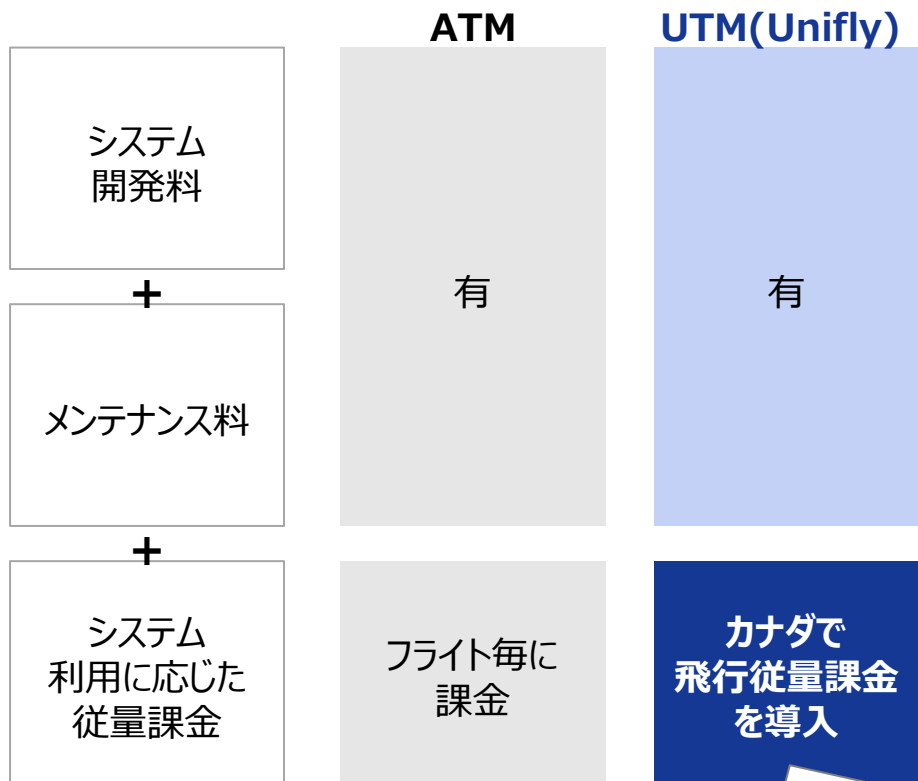 ATM
UTM(Unifly)
システム
開発料
+
メンテナンス料
+
システム
利用に応じた
従量課金
有
有
フライト毎に
課金
カナダで
飛行従量課金
を導入